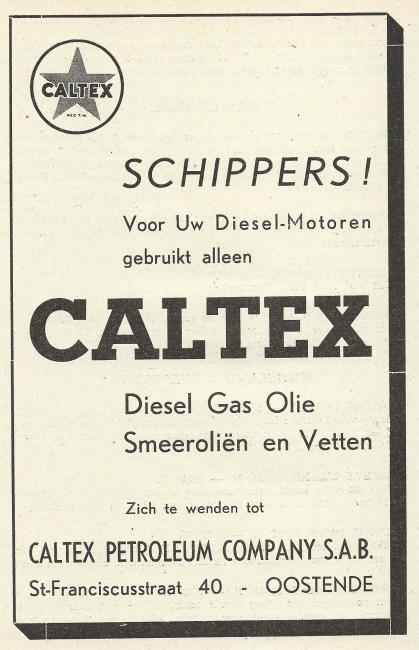 CALTEX
REG T.M.
SCHIPPERS!
Voor Uw Diesel-Motoren
gebruikt alleen
CALTEX
Diesel Gas Olie
Smeeroliën en Vetten
Zich te wenden tot
CALTEX PETROLEUM COMPANY S.A.B.
St-Franciscusstraat 40 - OOSTENDE